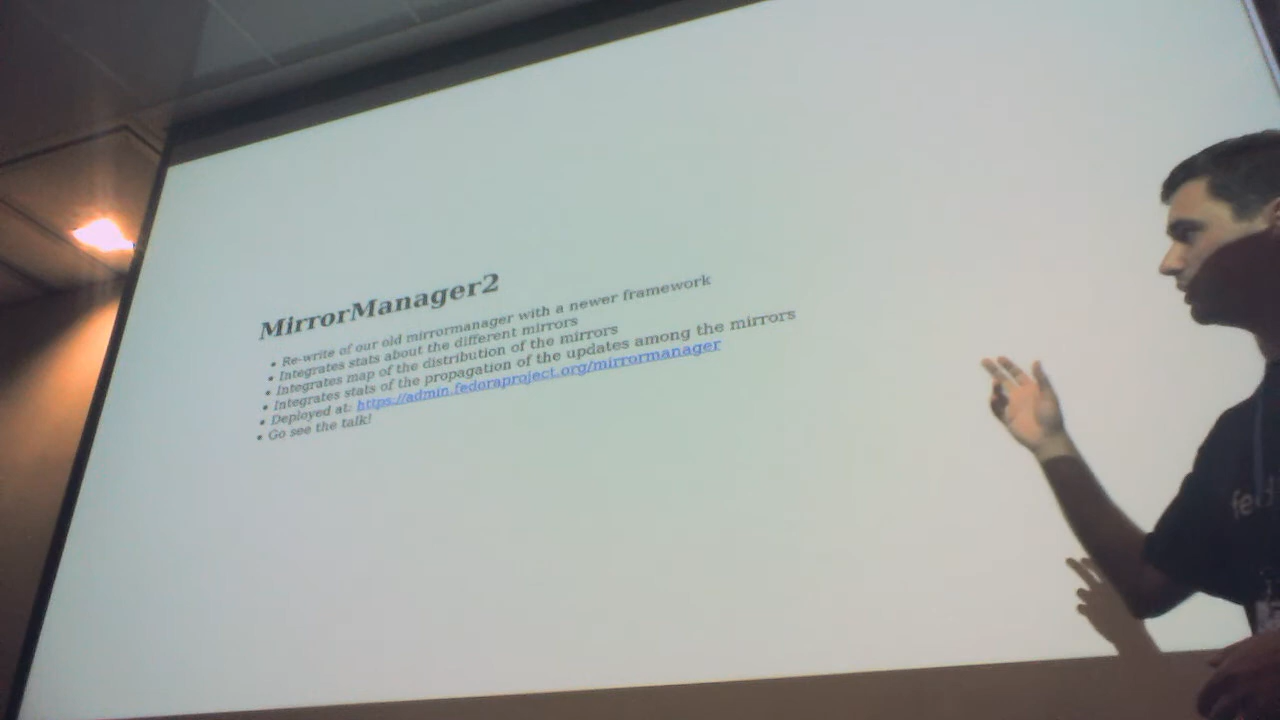 MirrorManager2
• Re-write of our old mirrormanager with a newer framework
• Integrates stats about the different mirrors
• Integrates map of the distribution of the mirrors
• Integrates stats of the propagation of the updates among the mirrors
• Deployed at: https://admin.fedoraproject.org/mirrormanager
• Go see the talk!